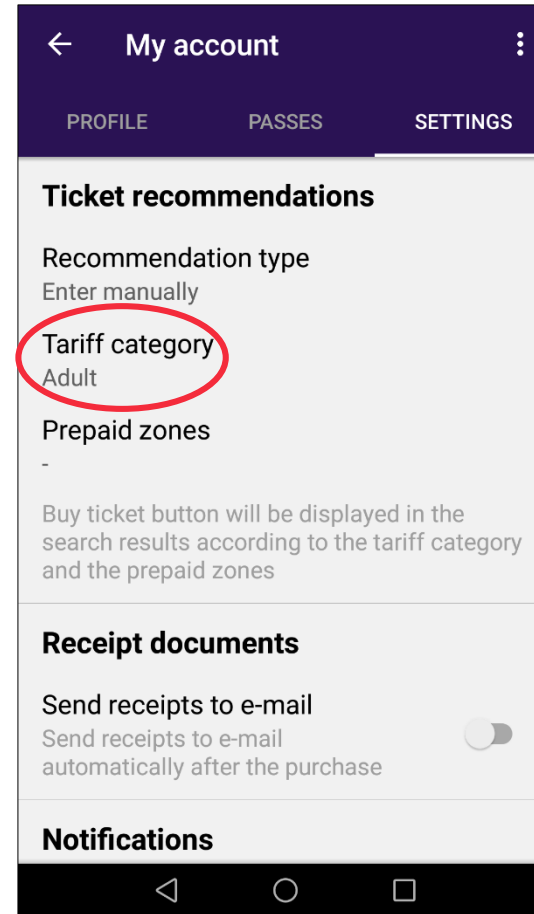 My account
PROFILE PASSES SETTINGS
Ticket recommendations
Recommendation type
Enter manually
Tariff category
Adult
Prepaid zones
-
Buy ticket button will be displayed in the
search results according to the tariff category
and the prepaid zones
Receipt documents
Send receipts to e-mail
Send receipts to e-mail
automatically after the purchase
Notifications